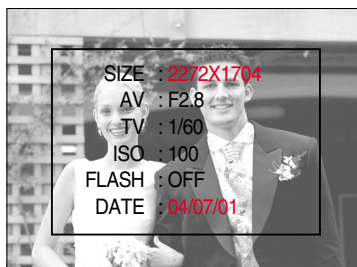 SIZE : 2272X1704
AV : F2.8
TV : 1/60
ISO : 100
FLASH : OFF
DATE : 04/07/01